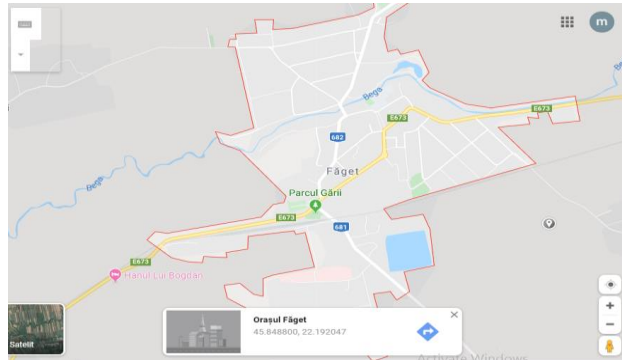 m
Bega
E673
E673
682
Făget
Parcul Gării
Bega
E673
681
E673
Hanul Lui Bogdan
Satelit
Orașul Făget
45.848800, 22.192047
Activate Windows